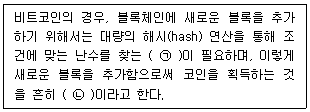 비트코인의 경우, 블록체인에 새로운 블록을 추가
하기 위해서는 대량의 해시(hash) 연산을 통해 조
건에 맞는 난수를 찾는 ( ㉠ )이 필요하며, 이렇게
새로운 블록을 추가함으로써 코인을 획득하는 것
을 흔히 ( ㉡ )이라고 한다.